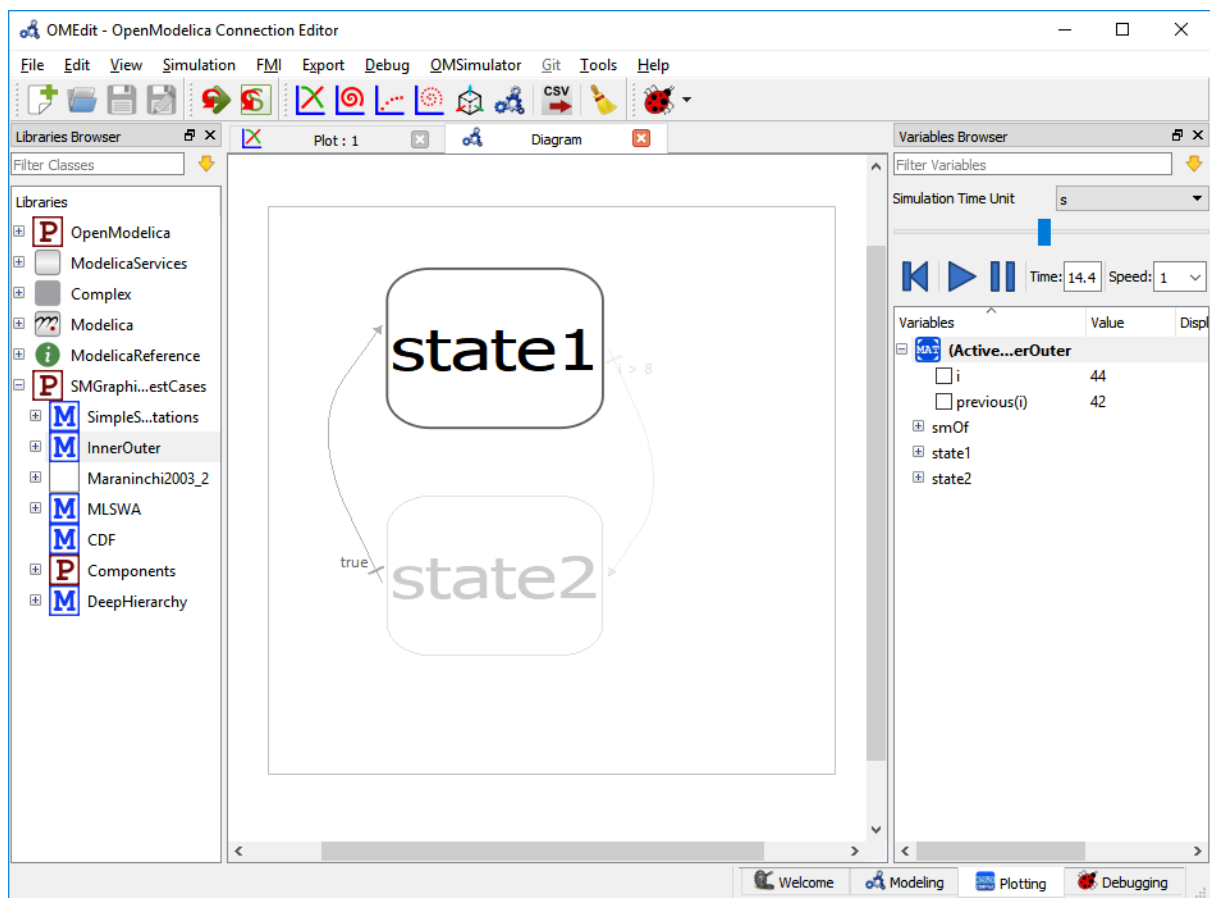 OMEdit - OpenModelica Connection Editor
File Edit View Simulation FMI Export Debug OMSimulator Git Tools Help
CSV
Libraries Browser
Filter Classes
Libraries
P OpenModelica
ModelicaServices
Complex
Modelica
i ModelicaReference
P SMGraphi...estCases
M SimpleS...tations
M InnerOuter
Maraninchi2003_2
M MLSWA
M CDF
P Components
M DeepHierarchy
Plot : 1
Diagram
state1
i > 8
true
state2
Variables Browser
Filter Variables
Simulation Time Unit s
Time: 14.4 Speed: 1
Variables Value Displ
MAT (Active...erOuter
i 44
previous(i) 42
smOf
state1
state2
Welcome Modeling Plotting Debugging